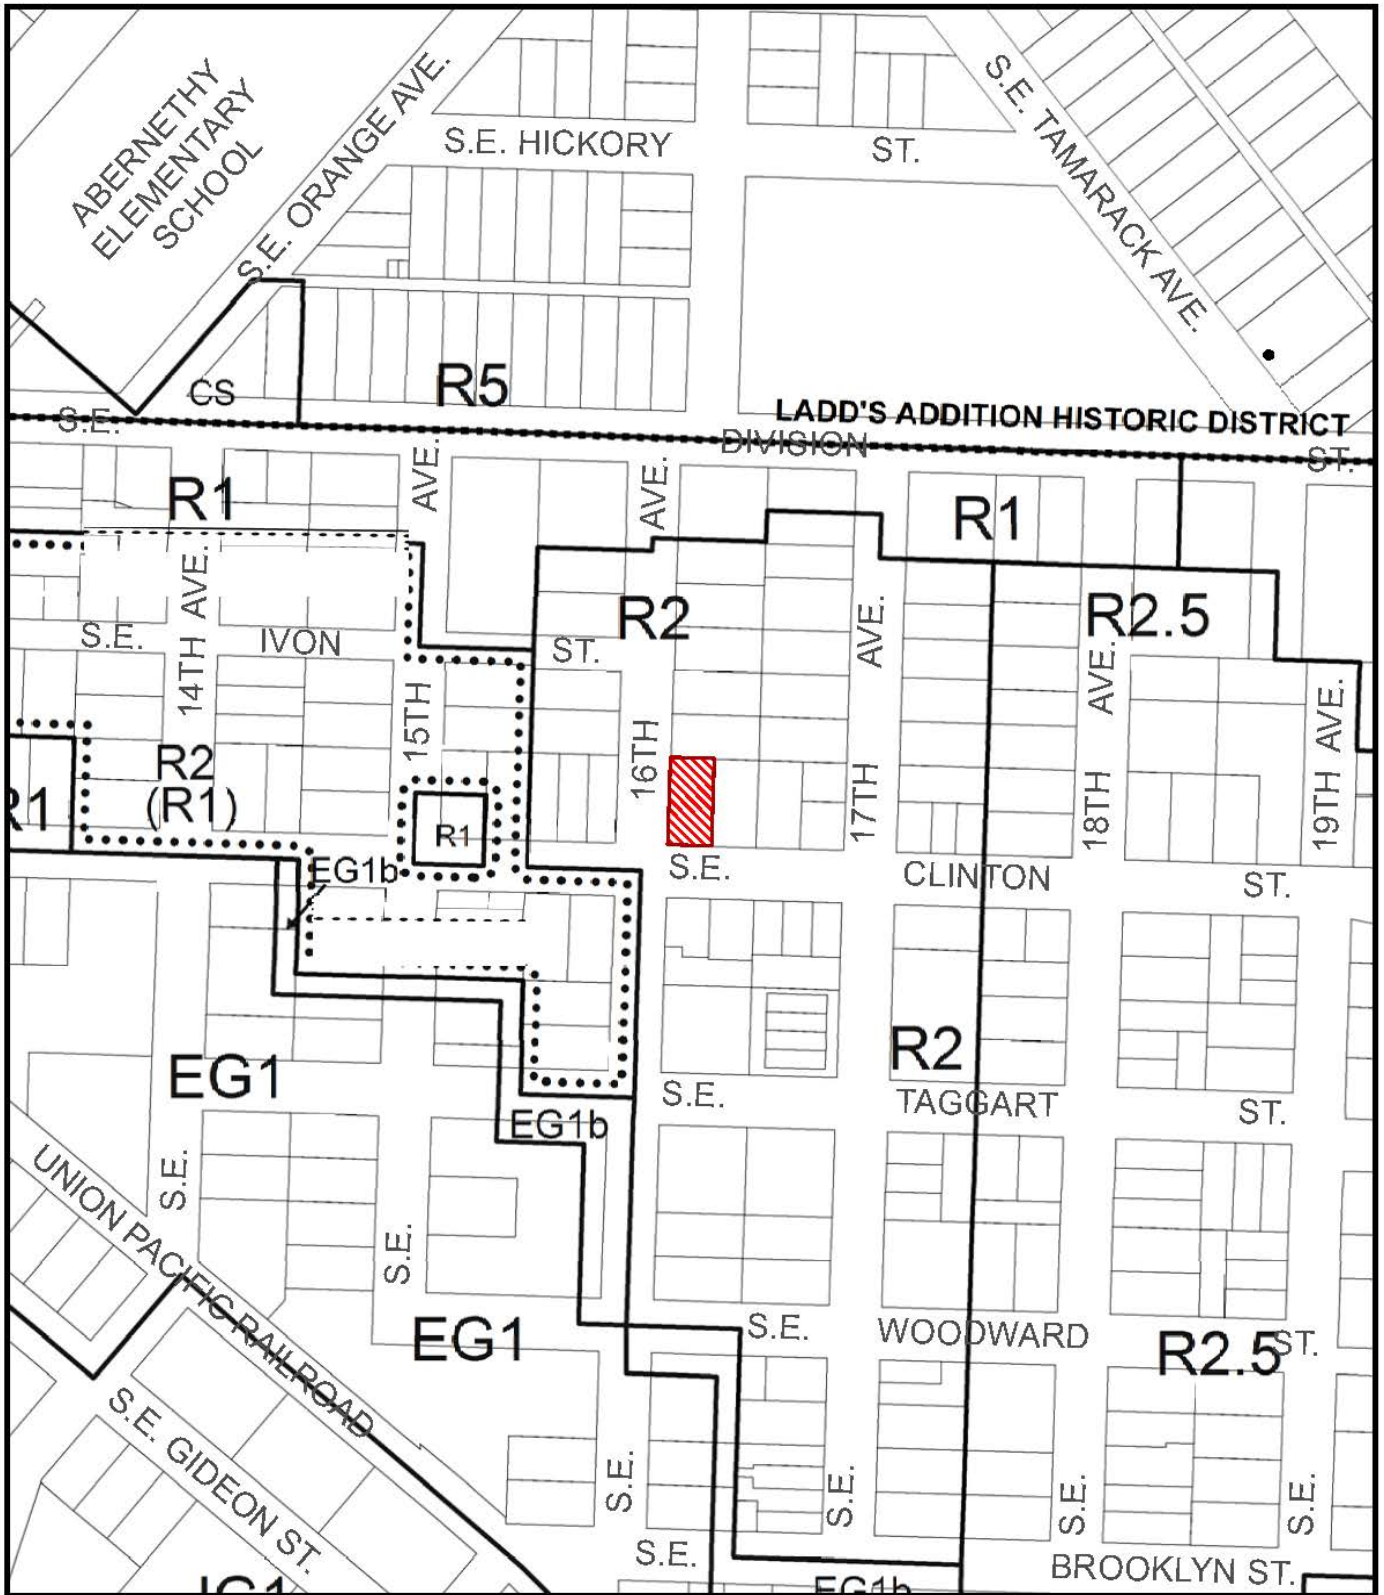 ABERNETHY
ELEMENTARY
SCHOOL
S.E. ORANGE AVE.
S.E. HICKORY
ST.
S.E. TAMARACK AVE.
CS
R5
LADD'S ADDITION HISTORIC DISTRICT
S.E.
DIVISION
ST.
R1
AVE.
AVE.
R1
14TH AVE.
S.E.
IVON
ST.
R2
AVE.
R2.5
AVE.
15TH
16TH
17TH
18TH
19TH AVE.
R2
(R1)
R1
R1
EG1b
S.E.
CLINTON
ST.
EG1
R2
S.E.
TAGGART
ST.
EG1b
UNION PACIFIC RAILROAD
S.E.
S.E.
EG1
S.E.
WOODWARD
ST.
R2.5
S.E. GIDEON ST.
S.E.
S.E.
S.E.
S.E.
S.E.
BROOKLYN ST.
IG1
EG1b